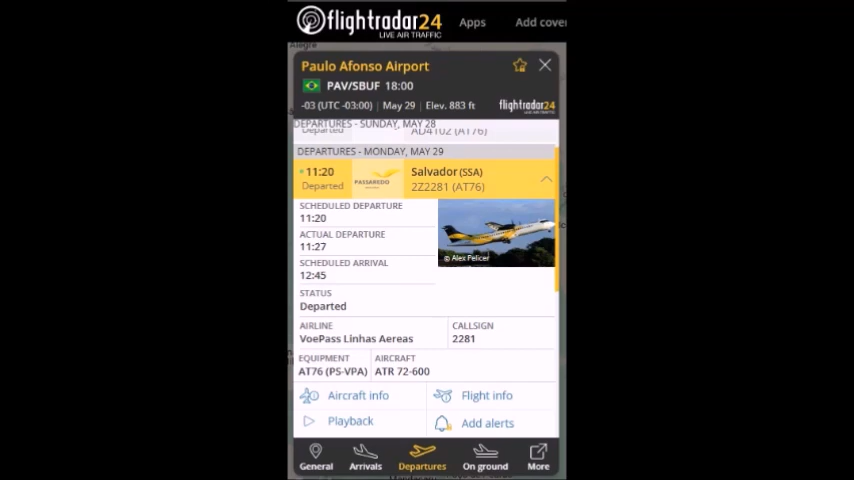 flightradar24
LIVE AIR TRAFFIC
Apps
Add cove
Alegre
Paulo Afonso Airport
PAV/SBUF 18:00
-03 (UTC -03:00) | May 29 | Elev. 883 ft
flightradar24
DEPARTURES - SUNDAY, MAY 28
Departed
AD4102 (AT76)
DEPARTURES - MONDAY, MAY 29
11:20
Departed
PASSAREDO
Salvador (SSA)
2Z2281 (AT76)
SCHEDULED DEPARTURE
11:20
ACTUAL DEPARTURE
11:27
SCHEDULED ARRIVAL
12:45
© Alex Felicer
STATUS
Departed
AIRLINE
VoePass Linhas Aereas
CALLSIGN
2281
EQUIPMENT
AT76 (PS-VPA)
AIRCRAFT
ATR 72-600
Aircraft info
Flight info
Playback
Add alerts
General
Arrivals
Departures
On ground
More